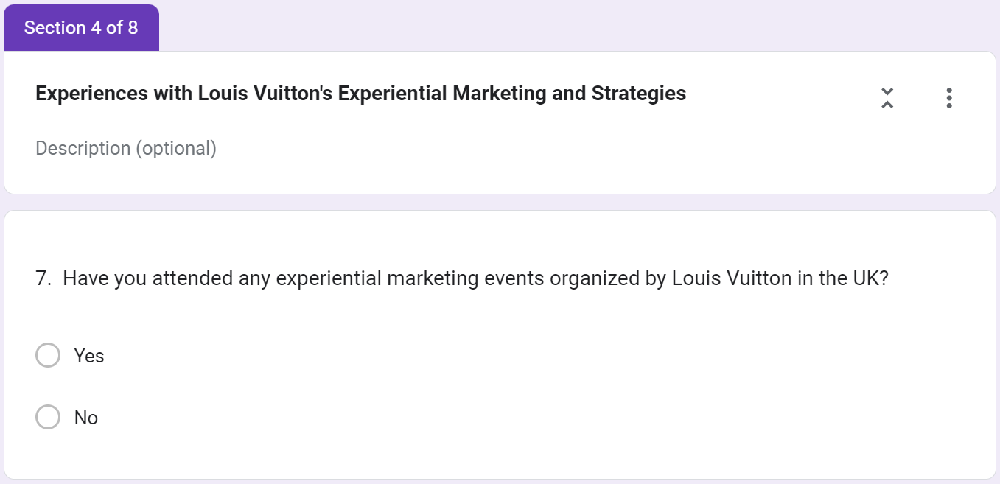 Section 4 of 8
Experiences with Louis Vuitton's Experiential Marketing and Strategies
Description (optional)
7. Have you attended any experiential marketing events organized by Louis Vuitton in the UK?
Yes
No